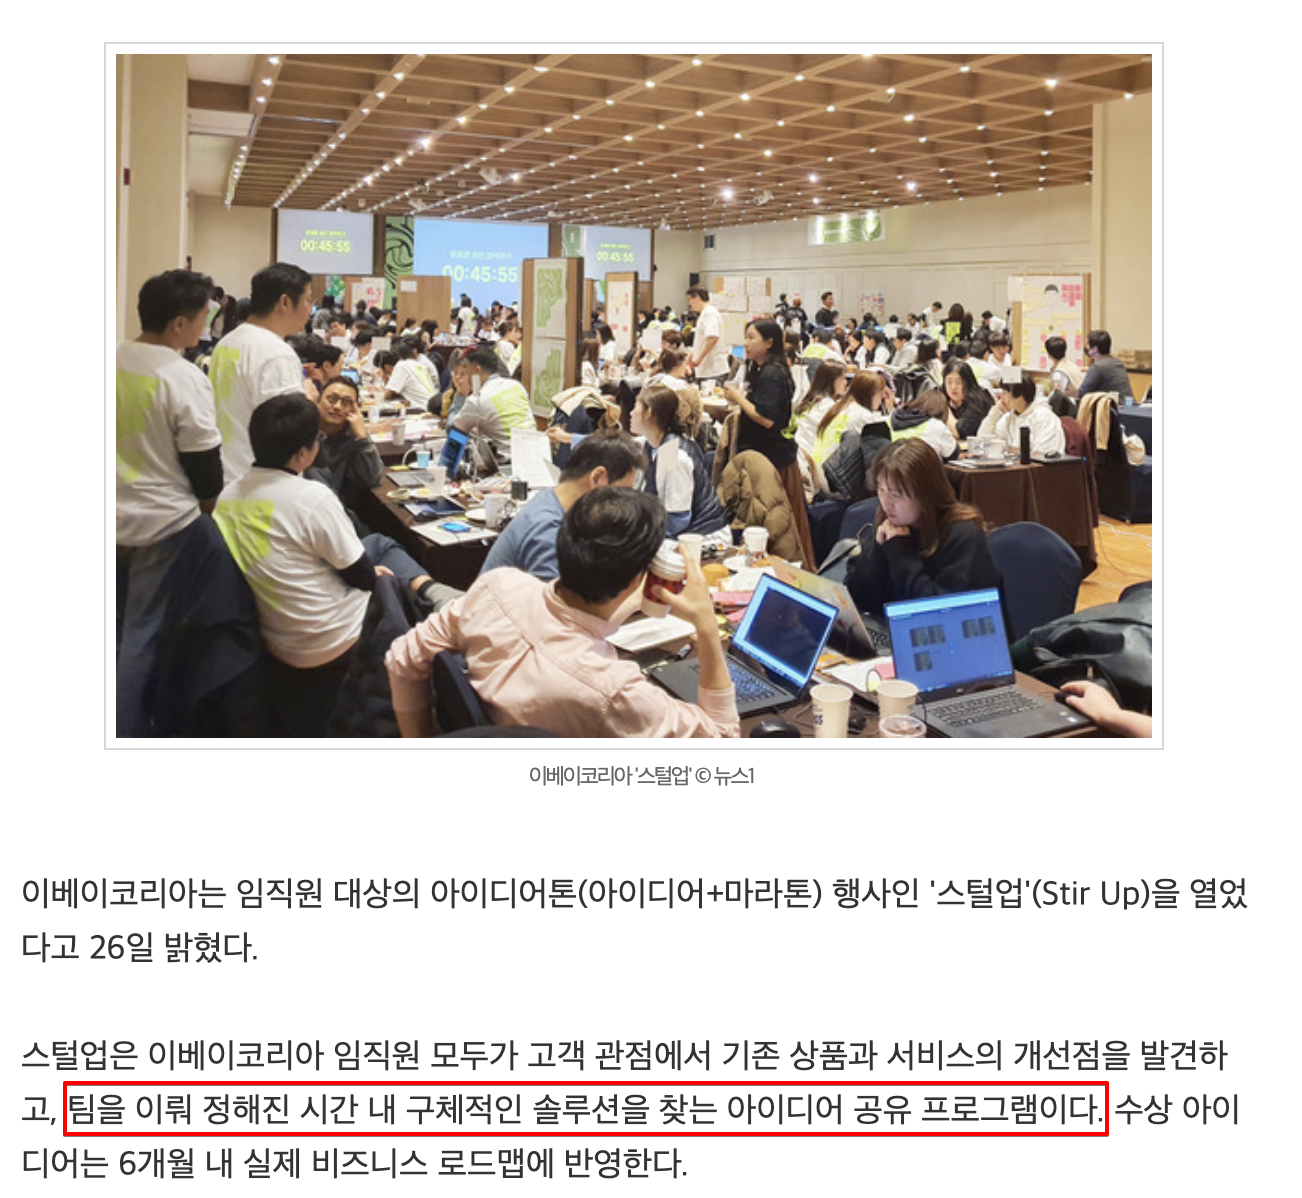 00:45:55
00:45:55
00:45:55
이베이코리아 '스털업' © 뉴스1
이베이코리아는 임직원 대상의 아이디어톤(아이디어+마라톤) 행사인 '스털업'(Stir Up)을 열었
다고 26일 밝혔다.
스털업은 이베이코리아 임직원 모두가 고객 관점에서 기존 상품과 서비스의 개선점을 발견하
고, 팀을 이뤄 정해진 시간 내 구체적인 솔루션을 찾는 아이디어 공유 프로그램이다. 수상 아이
디어는 6개월 내 실제 비즈니스 로드맵에 반영한다.